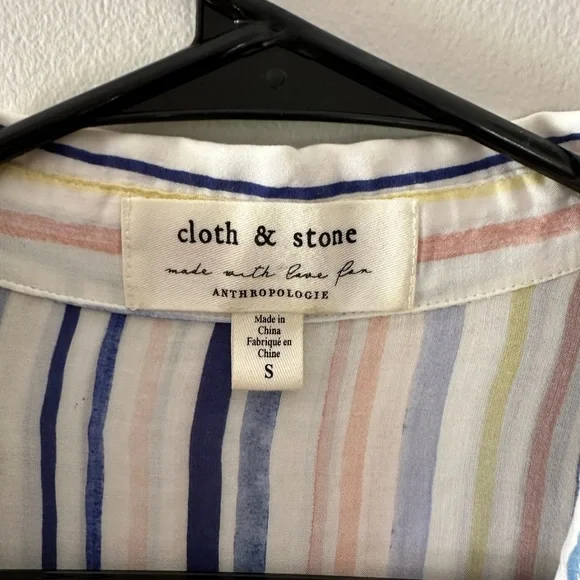 cloth & stone
made with love for
ANTHROPOLOGIE
Made in
China
Fabriqué en
Chine
S